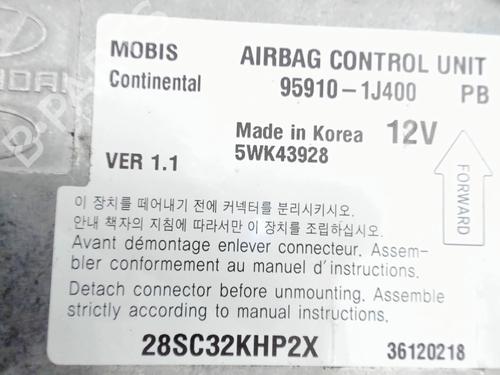 MOBIS
AIRBAG CONTROL UNIT
Continental
95910-1J400 PB
Made in Korea 12V
VER 1.1
5WK43928
FORWARD
이 장치를 떼어내기 전에 커넥터를 분리시키시오.
안내 책자의 지침에 따라서만 이 장치를 조립하십시오.
Avant démontage enlever connecteur. Assem-
bler conformement au manuel d'instructions.
Detach connector before unmounting. Assemble
strictly according to manual instructions.
28SC32KHP2X
36120218